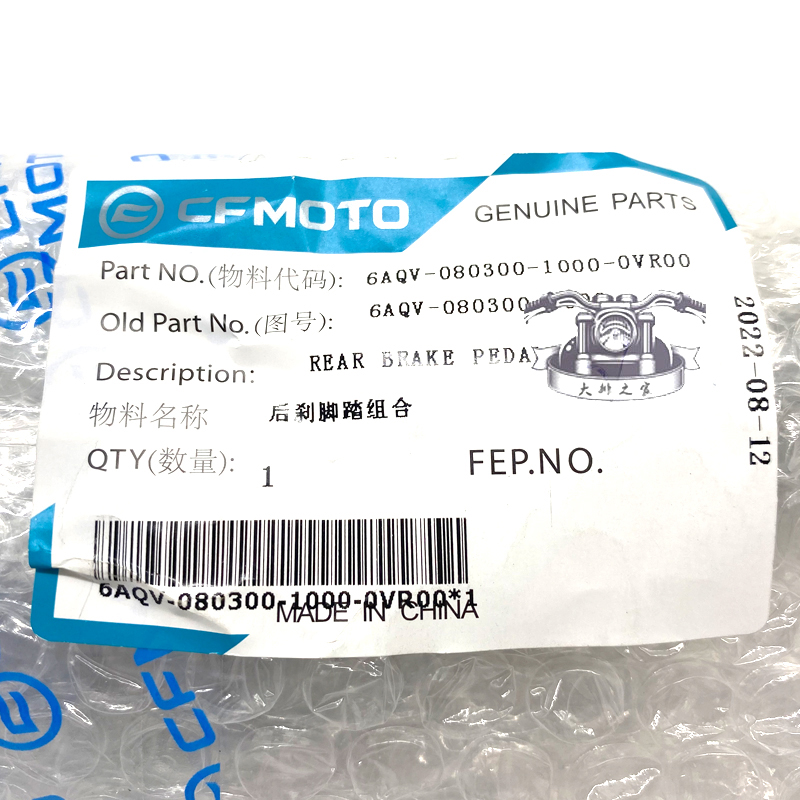 CFMOTO GENUINE PARTS
Part NO.(物料代码): 6AQV-080300-1000-0VR00
Old Part No.(图号): 6AQV-080300
Description: REAR BRAKE PEDA
物料名称 后刹脚踏组合
QTY(数量): 1 FEP.NO.
2022-08-12
6AQV-080300-1000-0VR00*1
MADE IN CHINA
CFMOTO